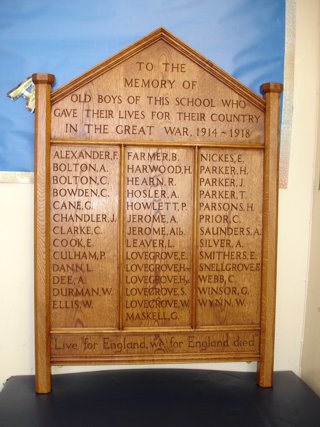 TO THE
MEMORY OF
OLD BOYS OF THIS SCHOOL WHO
GAVE THEIR LIVES FOR THEIR COUNTRY
IN THE GREAT WAR, 1914-1918
ALEXANDER, F.
BOLTON, A.
BOLTON, C.
BOWDEN, C.
CANE, G.
CHANDLER, J.
CLARKE, C.
COOK, E.
CULHAM, P.
DANN, L.
DEE, A.
DURMAN, W.
ELLIS, W.
FARMER, B.
HARWOOD, H.
HEARN, R.
HOSLER, A.
HOWLETT, P.
JEROME, A.
JEROME, Alb.
LEAVER, L.
LOVEGROVE, E.
LOVEGROVE, H.
LOVEGROVE, Hy.
LOVEGROVE, S.
LOVEGROVE, W.
MASKELL, G.
NICKES, E.
PARKER, H.
PARKER, J.
PARKER, T.
PARSONS, H.
PRIOR, C.
SAUNDERS, A.
SILVER, A.
SMITHERS, E.
SNELLGROVE,
WEBB, C.
WINSOR, G.
WYNN, W.
Live for England, we for England died